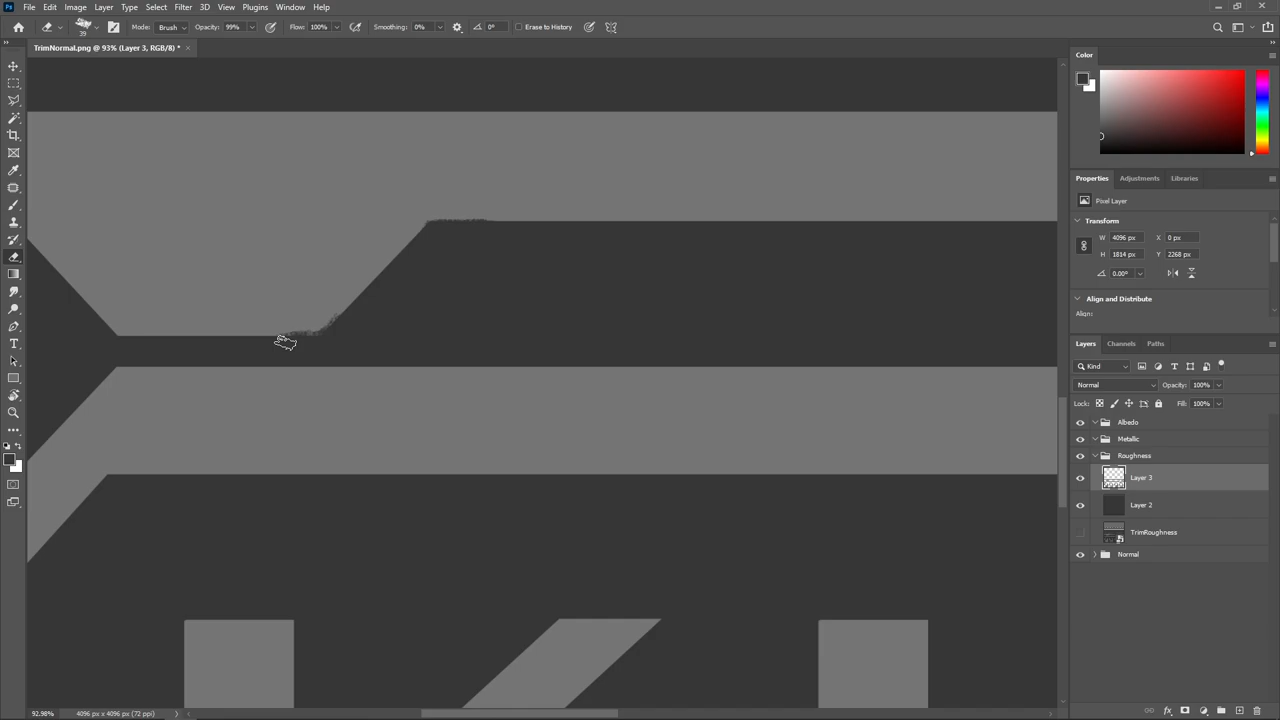 Ps File Edit Image Layer Type Select Filter 3D View Plugins Window Help
39 Mode: Brush Opacity: 99% Flow: 100% Smoothing: 0% 0° Erase to History
TrimNormal.png @ 93% (Layer 3, RGB/8) *
Color
Properties Adjustments Libraries
Pixel Layer
Transform
W 4096 px X 0 px
H 1814 px Y 2268 px
0.00°
Align and Distribute
Align:
Layers Channels Paths
Kind
Normal Opacity: 100%
Lock: Fill: 100%
Albedo
Metallic
Roughness
Layer 3
Layer 2
TrimRoughness
Normal
92.98% 4096 px x 4096 px (72 ppi)